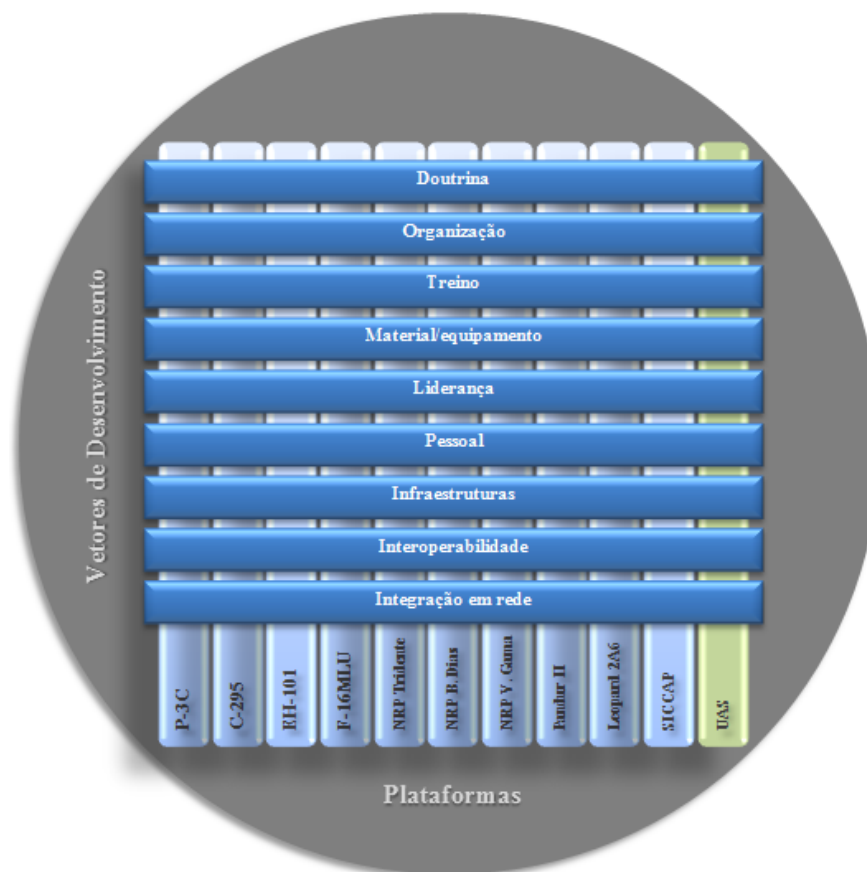 Doutrina
Organização
Treino
Material/equipamento
Liderança
Pessoal
Infraestruturas
Interoperabilidade
Integração em rede
Vetores de Desenvolvimento
P-3C
C-295
EH-101
F-16MLU
NRP Tridente
NRP B. Dias
NRP V. Gama
Pandur II
Leopard 2A6
SICCAP
UAS
Plataformas